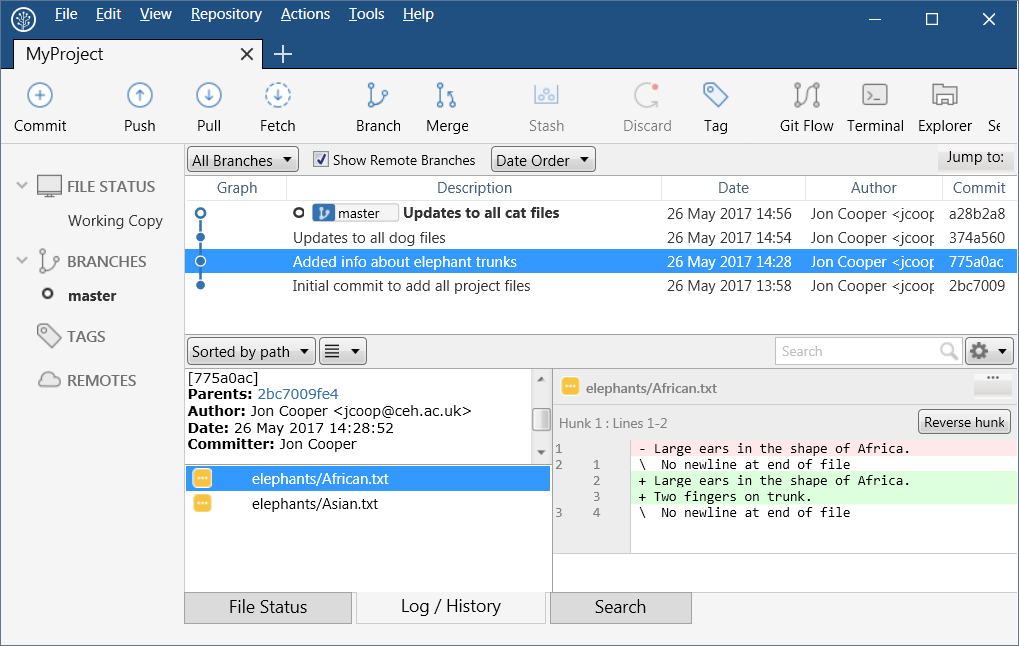 File Edit View Repository Actions Tools Help
MyProject
Commit Push Pull Fetch Branch Merge Stash Discard Tag Git Flow Terminal Explorer Se
All Branches Show Remote Branches Date Order Jump to:
Graph Description Date Author Commit
master Updates to all cat files 26 May 2017 14:56 Jon Cooper <jcoop a28b2a8
Updates to all dog files 26 May 2017 14:54 Jon Cooper <jcoop 374a560
Added info about elephant trunks 26 May 2017 14:28 Jon Cooper <jcoop 775a0ac
Initial commit to add all project files 26 May 2017 13:58 Jon Cooper <jcoop 2bc7009
FILE STATUS
Working Copy
BRANCHES
master
TAGS
REMOTES
Sorted by path Search
[775a0ac]
Parents: 2bc7009fe4
Author: Jon Cooper <jcoop@ceh.ac.uk>
Date: 26 May 2017 14:28:52
Committer: Jon Cooper
elephants/African.txt
elephants/Asian.txt
elephants/African.txt
Hunk 1 : Lines 1-2 Reverse hunk
1 - Large ears in the shape of Africa.
2 1 \ No newline at end of file
2 + Large ears in the shape of Africa.
3 + Two fingers on trunk.
3 4 \ No newline at end of file
File Status Log / History Search